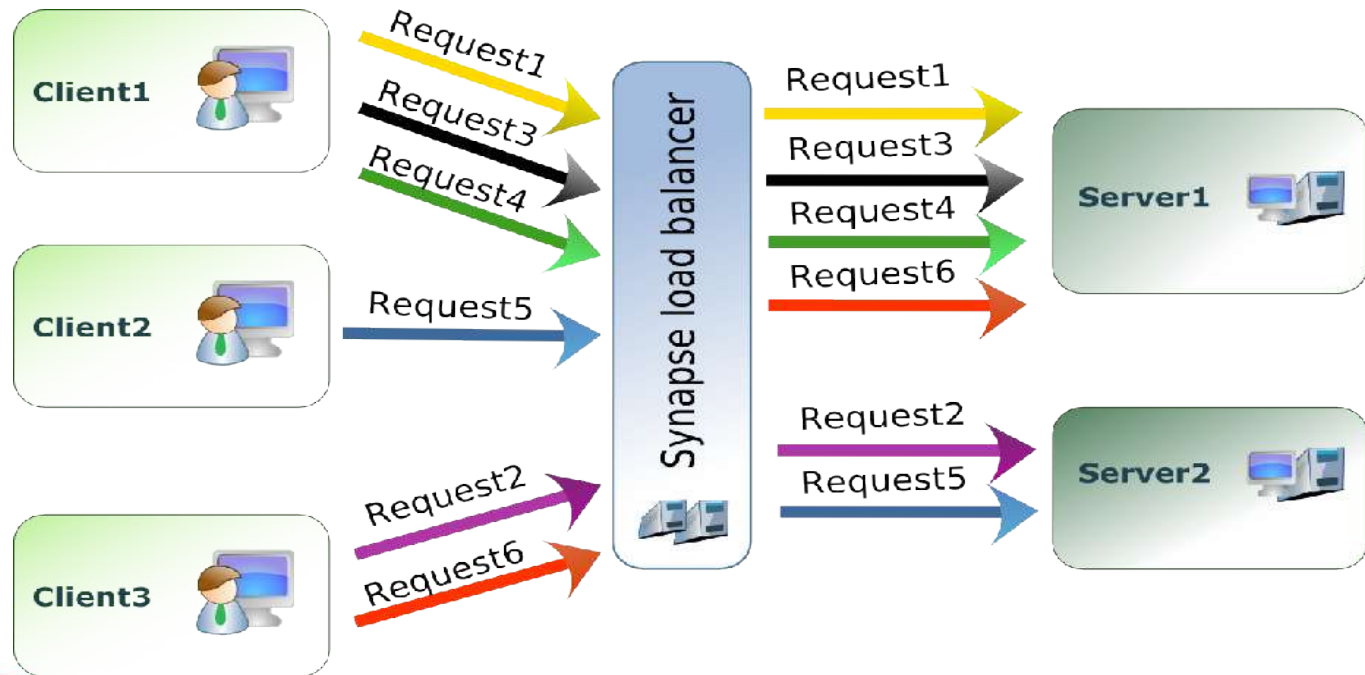 Client1
Request1
Request3
Request4
Client2
Request5
Client3
Request2
Request6
Synapse load balancer
Request1
Request3
Request4
Request6
Server1
Request2
Request5
Server2